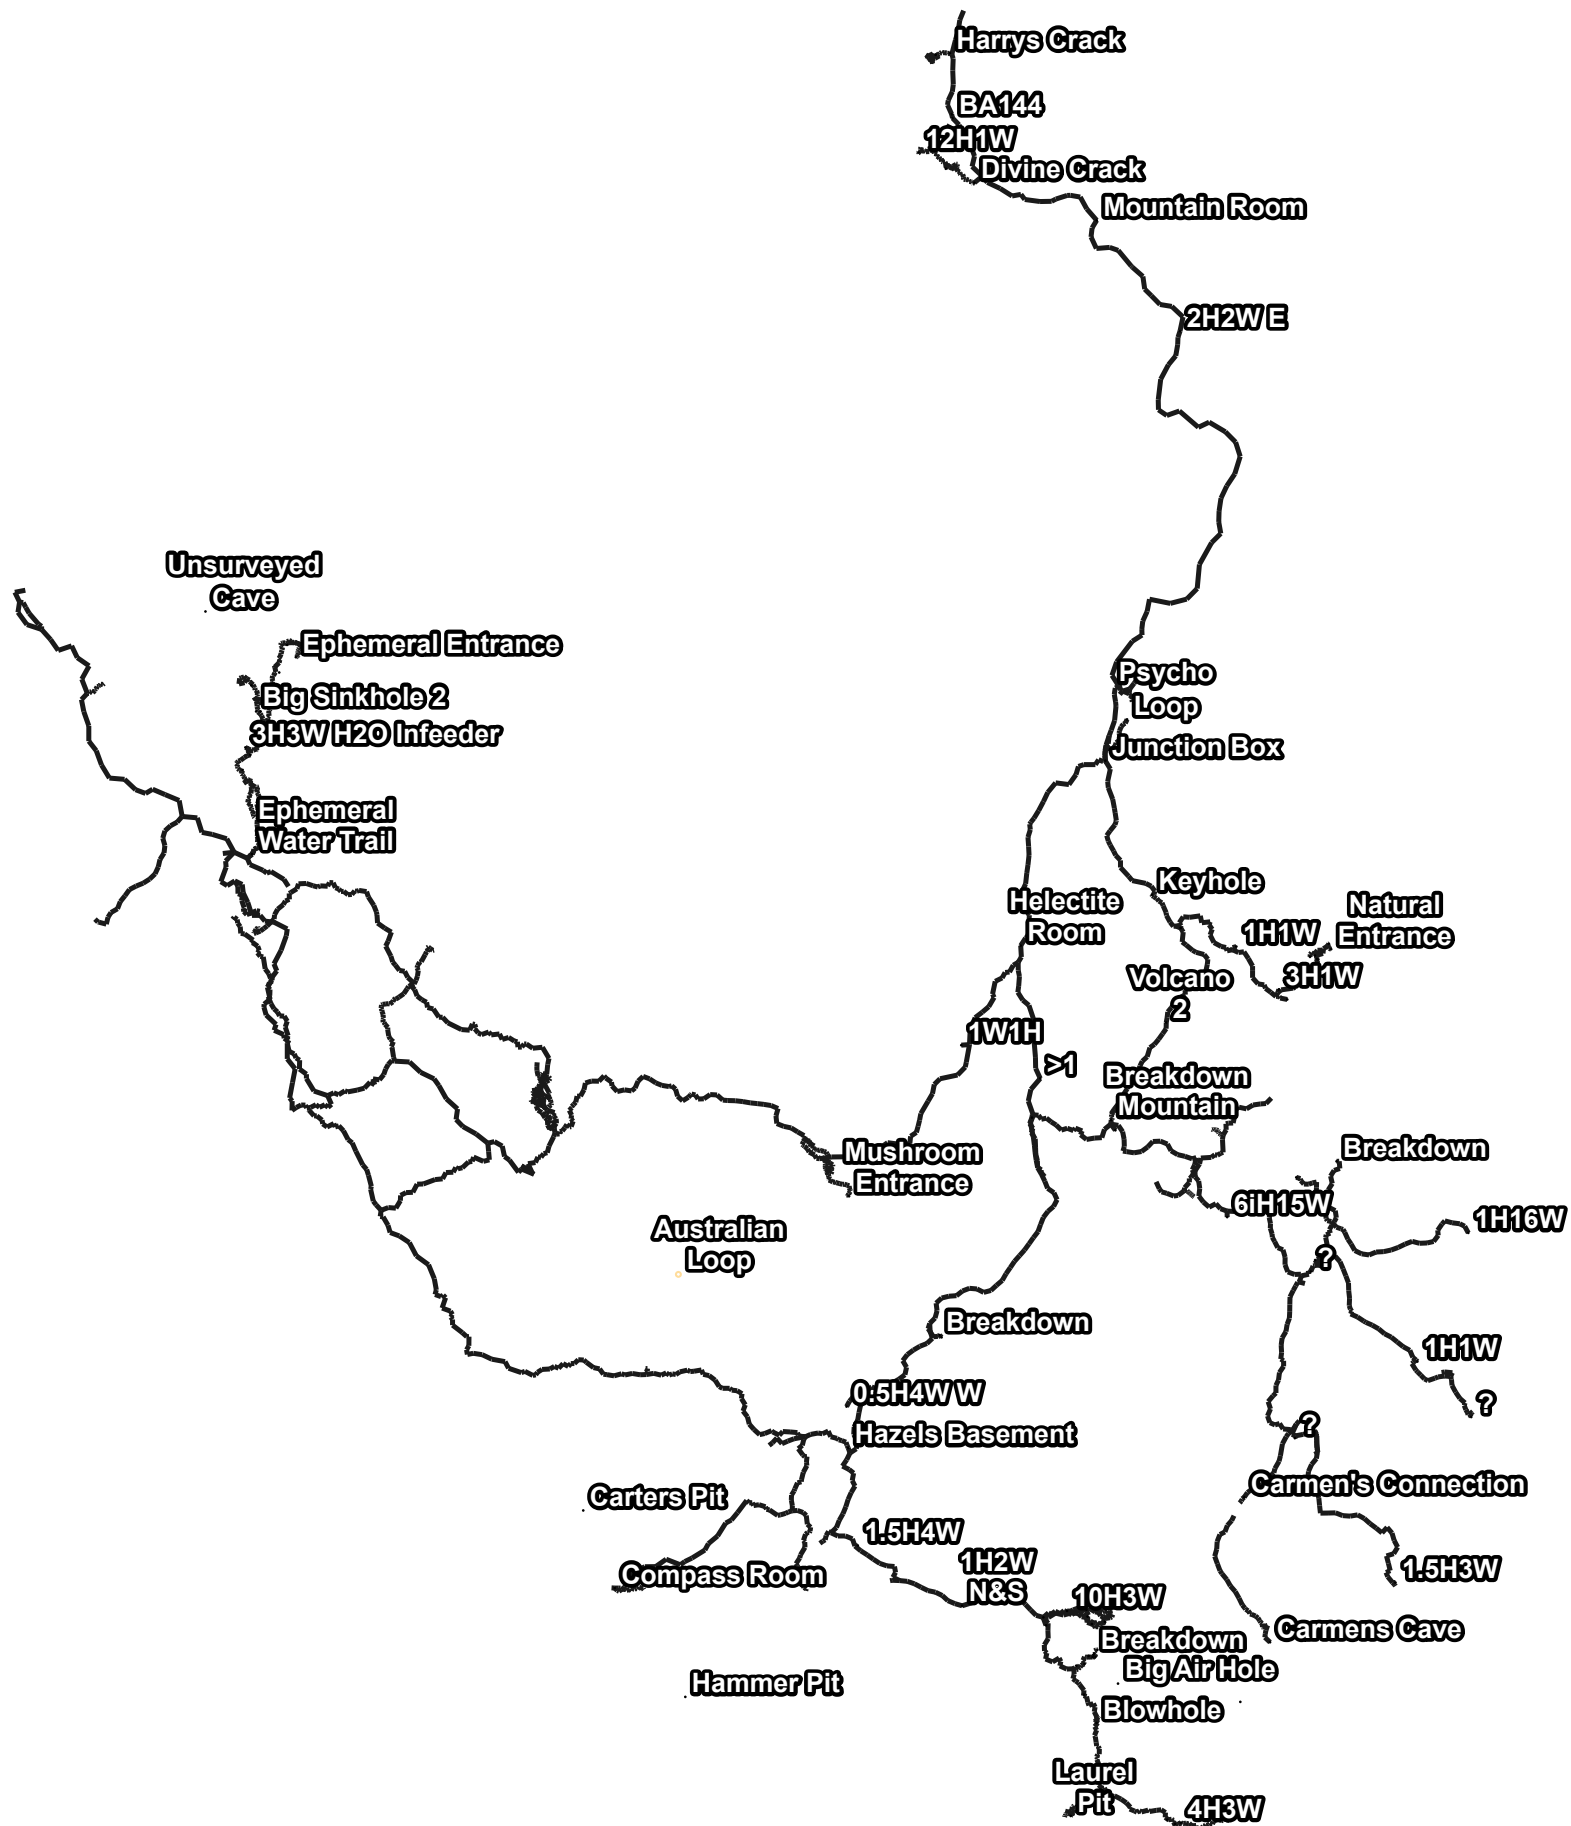 Harrys Crack
BA144
12H1W
Divine Crack
Mountain Room
2H2W E
Unsurveyed
Cave
Ephemeral Entrance
Big Sinkhole 2
3H3W H2O Infeeder
Ephemeral
Water Trail
Psycho
Loop
Junction Box
Keyhole
Helectite
Room
Natural
Entrance
1H1W
3H1W
Volcano
2
1W1H
>1
Breakdown
Mountain
Mushroom
Entrance
Breakdown
6iH15W
1H16W
?
Australian
Loop
Breakdown
1H1W
?
0.5H4W W
Hazels Basement
?
Carters Pit
Carmen's Connection
1.5H4W
1H2W
N&S
Compass Room
1.5H3W
10H3W
Carmens Cave
Breakdown
Big Air Hole
Hammer Pit
Blowhole
Laurel
Pit
4H3W